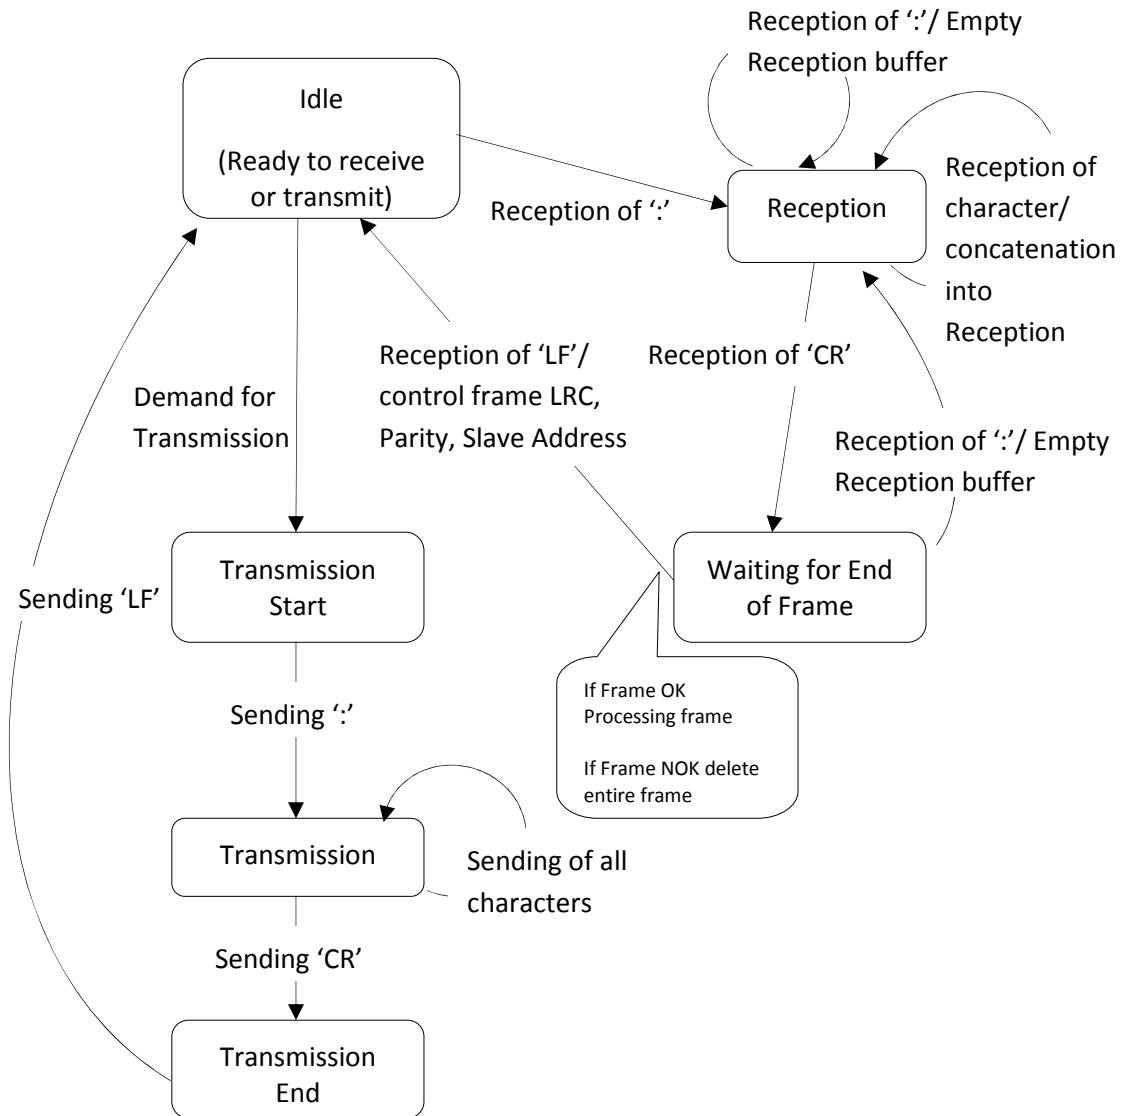 Reception of ‘:’/ Empty
Reception buffer
Idle
(Ready to receive
or transmit)
Reception of ‘:’
Reception
Reception of
character/
concatenation
into
Reception
Reception of ‘LF’/
control frame LRC,
Parity, Slave Address
Reception of ‘CR’
Demand for
Transmission
Reception of ‘:’/ Empty
Reception buffer
Transmission
Start
Waiting for End
of Frame
Sending ‘LF’
If Frame OK
Processing frame
If Frame NOK delete
entire frame
Sending ‘:’
Transmission
Sending of all
characters
Sending ‘CR’
Transmission
End